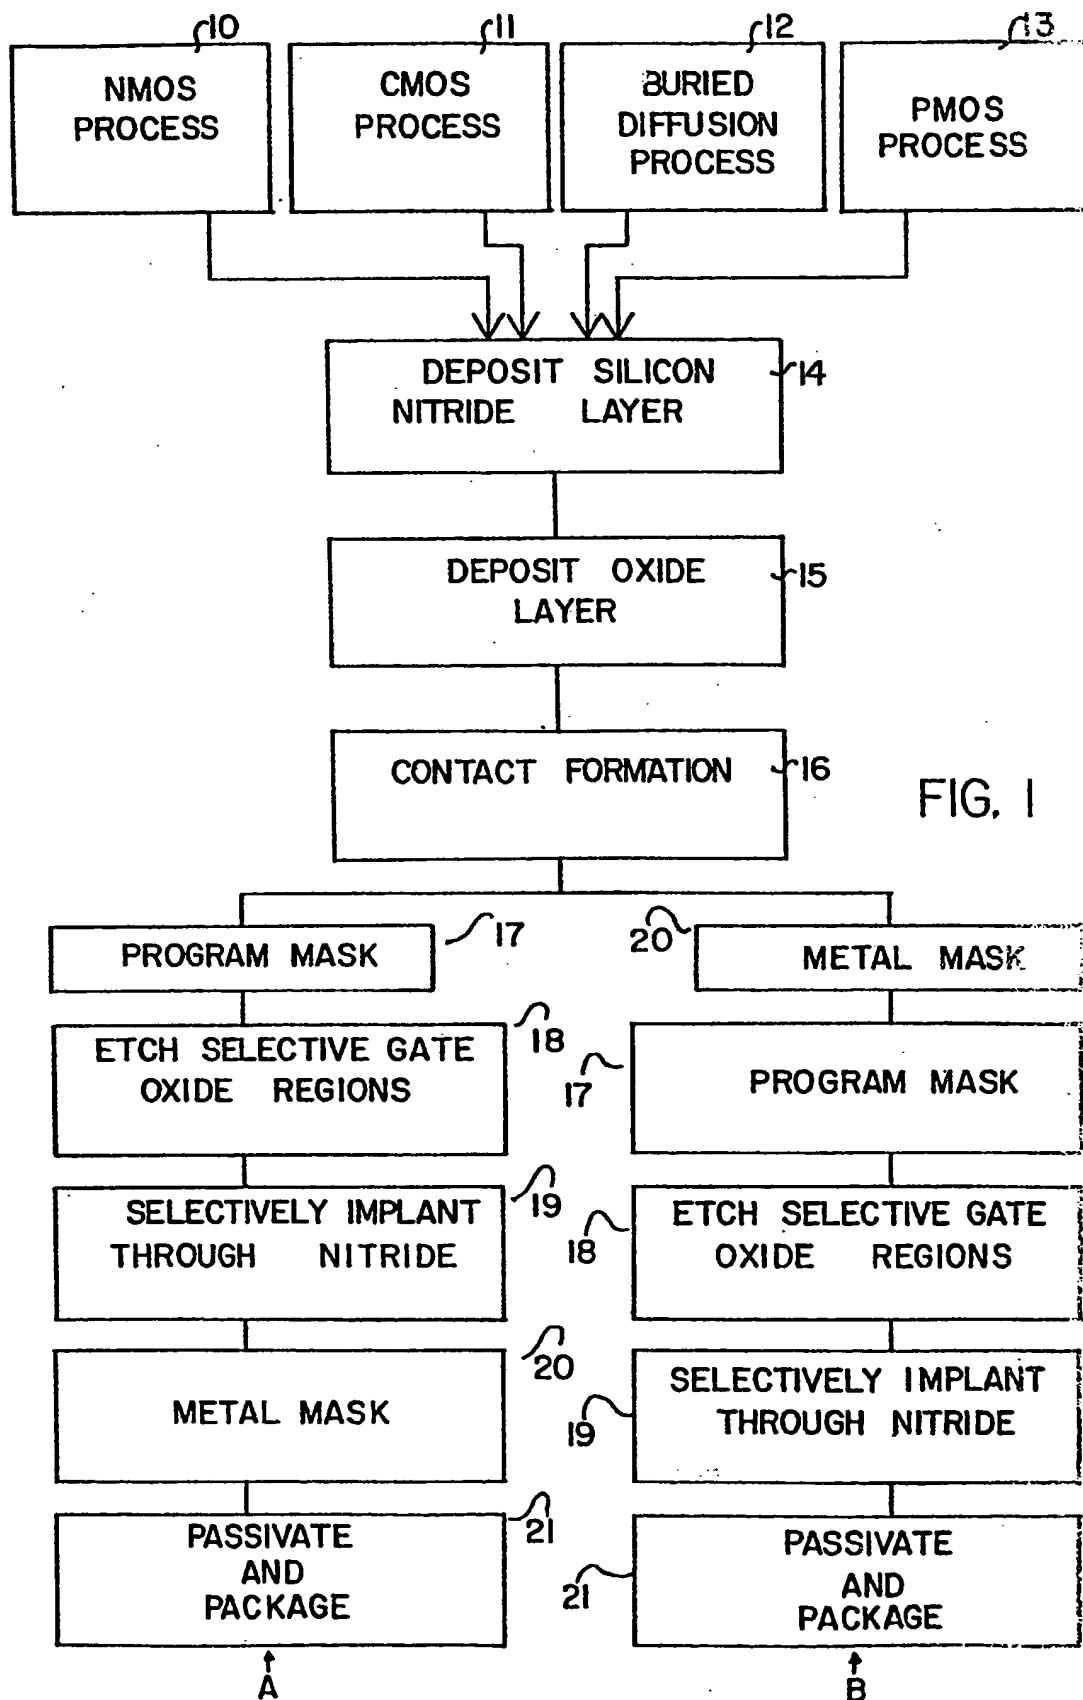 10
11
12
13
NMOS
PROCESS
CMOS
PROCESS
BURIED
DIFFUSION
PROCESS
PMOS
PROCESS
DEPOSIT SILICON
NITRIDE LAYER
14
DEPOSIT OXIDE
LAYER
15
CONTACT FORMATION
16
FIG. 1
PROGRAM MASK
17
ETCH SELECTIVE GATE
OXIDE REGIONS
18
SELECTIVELY IMPLANT
THROUGH NITRIDE
19
METAL MASK
20
PASSIVATE
AND
PACKAGE
21
A
20
METAL MASK
17
PROGRAM MASK
18
ETCH SELECTIVE GATE
OXIDE REGIONS
19
SELECTIVELY IMPLANT
THROUGH NITRIDE
21
PASSIVATE
AND
PACKAGE
B